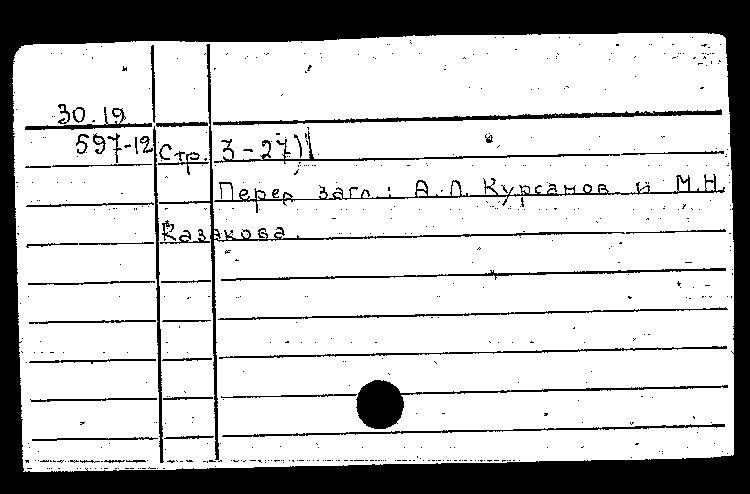 30.19
597-12 Стр. 3-27)
Перед загл.: А.Л. Курсанов и М.Н.
Казакова.